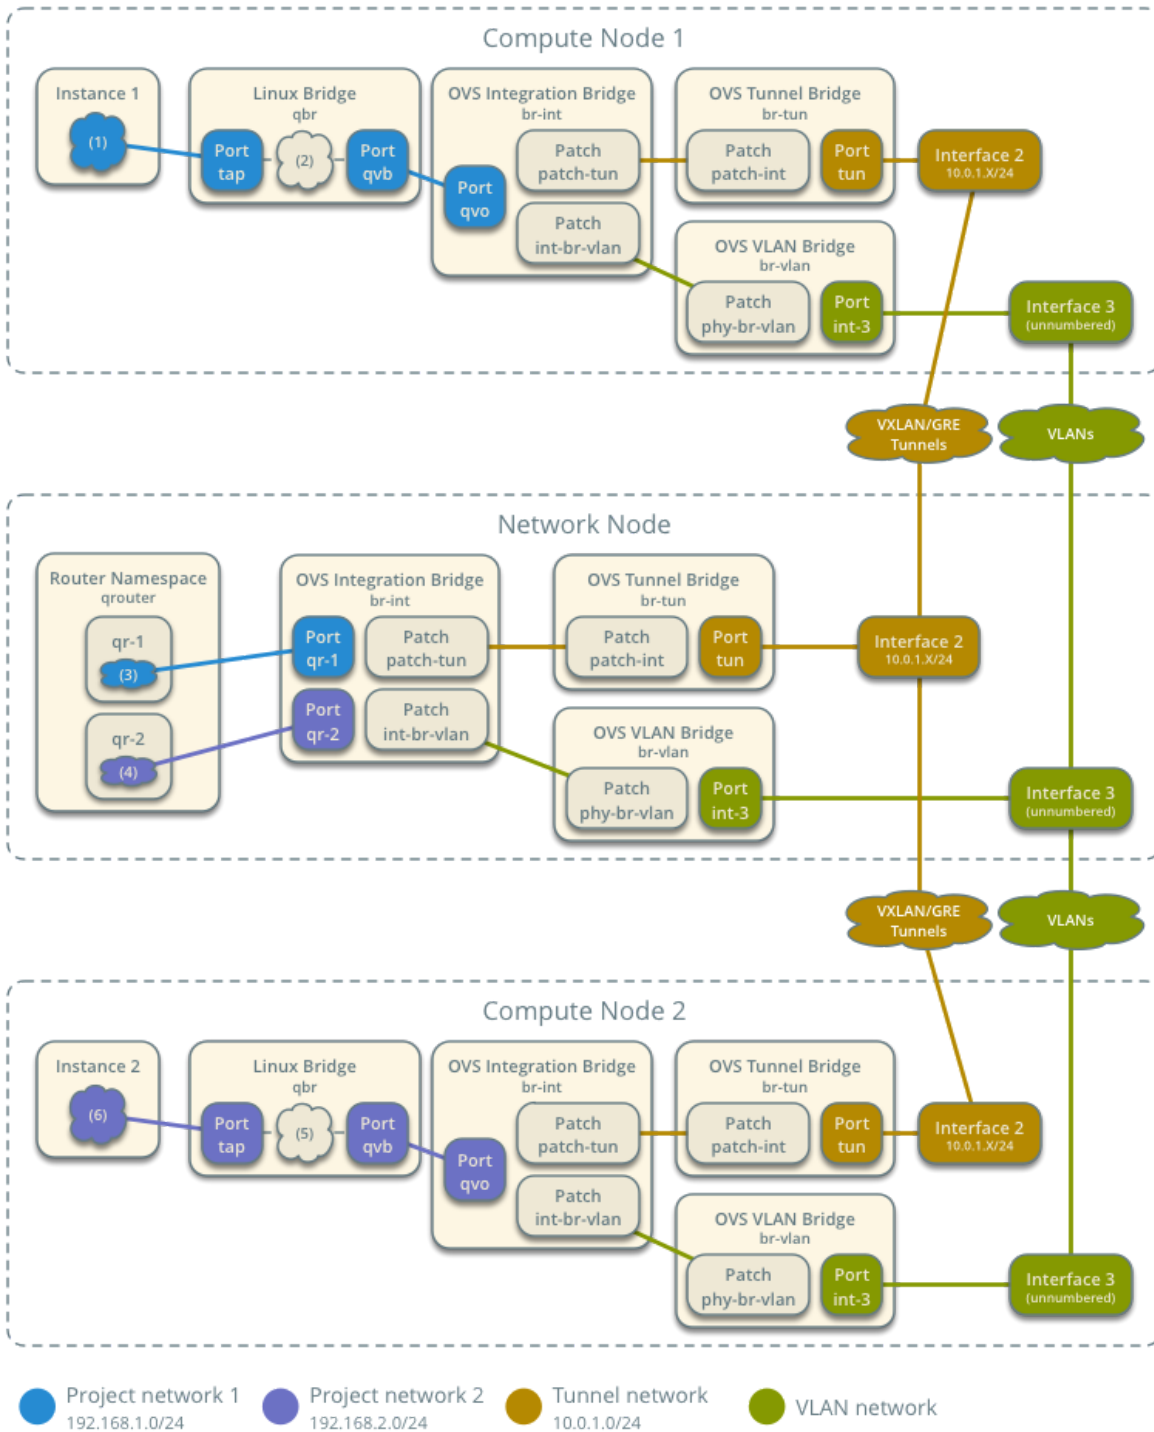 Compute Node 1
Instance 1
(1)
Linux Bridge
qbr
Port
tap
(2)
Port
qvb
OVS Integration Bridge
br-int
Port
qvo
Patch
patch-tun
Patch
int-br-vlan
OVS Tunnel Bridge
br-tun
Patch
patch-int
Port
tun
Interface 2
10.0.1.X/24
OVS VLAN Bridge
br-vlan
Patch
phy-br-vlan
Port
int-3
Interface 3
(unnumbered)
VXLAN/GRE
Tunnels
VLANs
Network Node
Router Namespace
qrouter
qr-1
(3)
qr-2
(4)
OVS Integration Bridge
br-int
Port
qr-1
Patch
patch-tun
Port
qr-2
Patch
int-br-vlan
OVS Tunnel Bridge
br-tun
Patch
patch-int
Port
tun
Interface 2
10.0.1.X/24
OVS VLAN Bridge
br-vlan
Patch
phy-br-vlan
Port
int-3
Interface 3
(unnumbered)
VXLAN/GRE
Tunnels
VLANs
Compute Node 2
Instance 2
(6)
Linux Bridge
qbr
Port
tap
(5)
Port
qvb
OVS Integration Bridge
br-int
Port
qvo
Patch
patch-tun
Patch
int-br-vlan
OVS Tunnel Bridge
br-tun
Patch
patch-int
Port
tun
Interface 2
10.0.1.X/24
OVS VLAN Bridge
br-vlan
Patch
phy-br-vlan
Port
int-3
Interface 3
(unnumbered)
Project network 1
192.168.1.0/24
Project network 2
192.168.2.0/24
Tunnel network
10.0.1.0/24
VLAN network